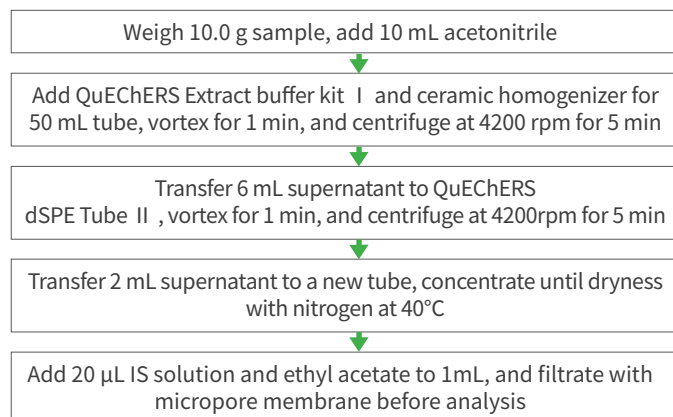 Weigh 10.0 g sample, add 10 mL acetonitrile
Add QuEChERS Extract buffer kit Ⅰ and ceramic homogenizer for
50 mL tube, vortex for 1 min, and centrifuge at 4200 rpm for 5 min
Transfer 6 mL supernatant to QuEChERS
dSPE Tube Ⅱ , vortex for 1 min, and centrifuge at 4200rpm for 5 min
Transfer 2 mL supernatant to a new tube, concentrate until dryness
with nitrogen at 40°C
Add 20 μL IS solution and ethyl acetate to 1mL, and filtrate with
micropore membrane before analysis